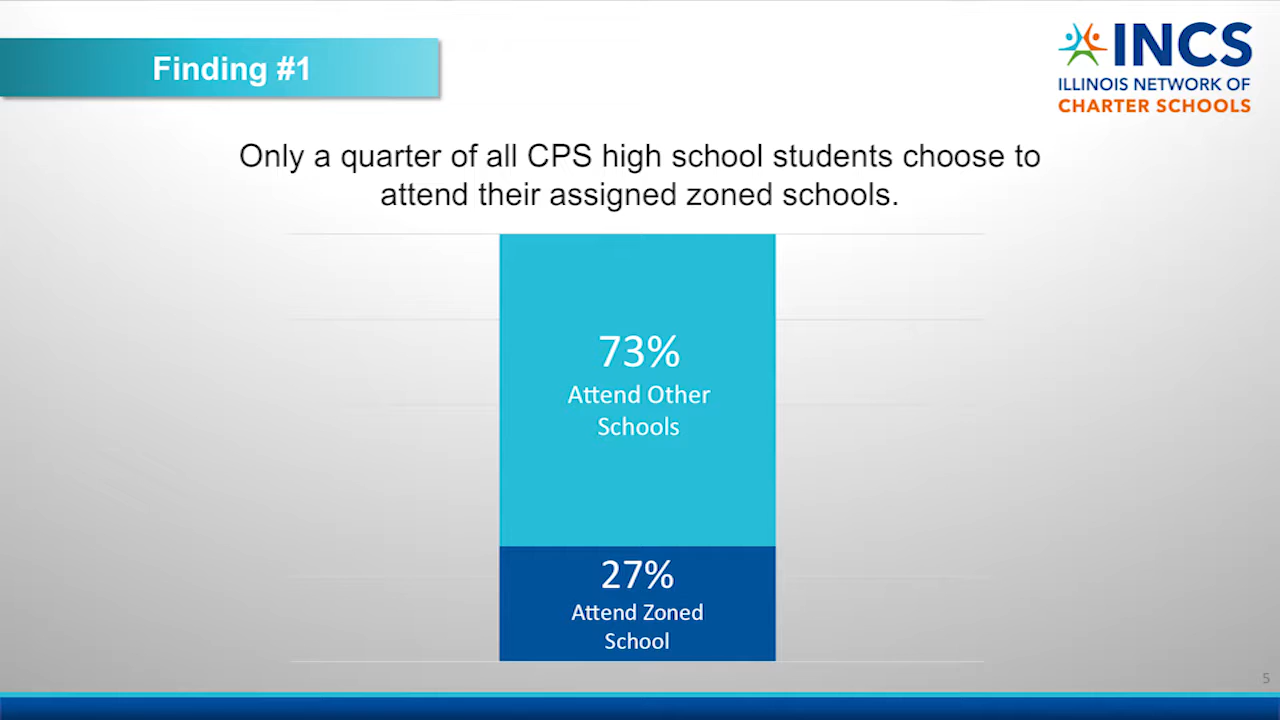 Finding #1
INCS
ILLINOIS NETWORK OF
CHARTER SCHOOLS
Only a quarter of all CPS high school students choose to
attend their assigned zoned schools.
73%
Attend Other
Schools
27%
Attend Zoned
School
5